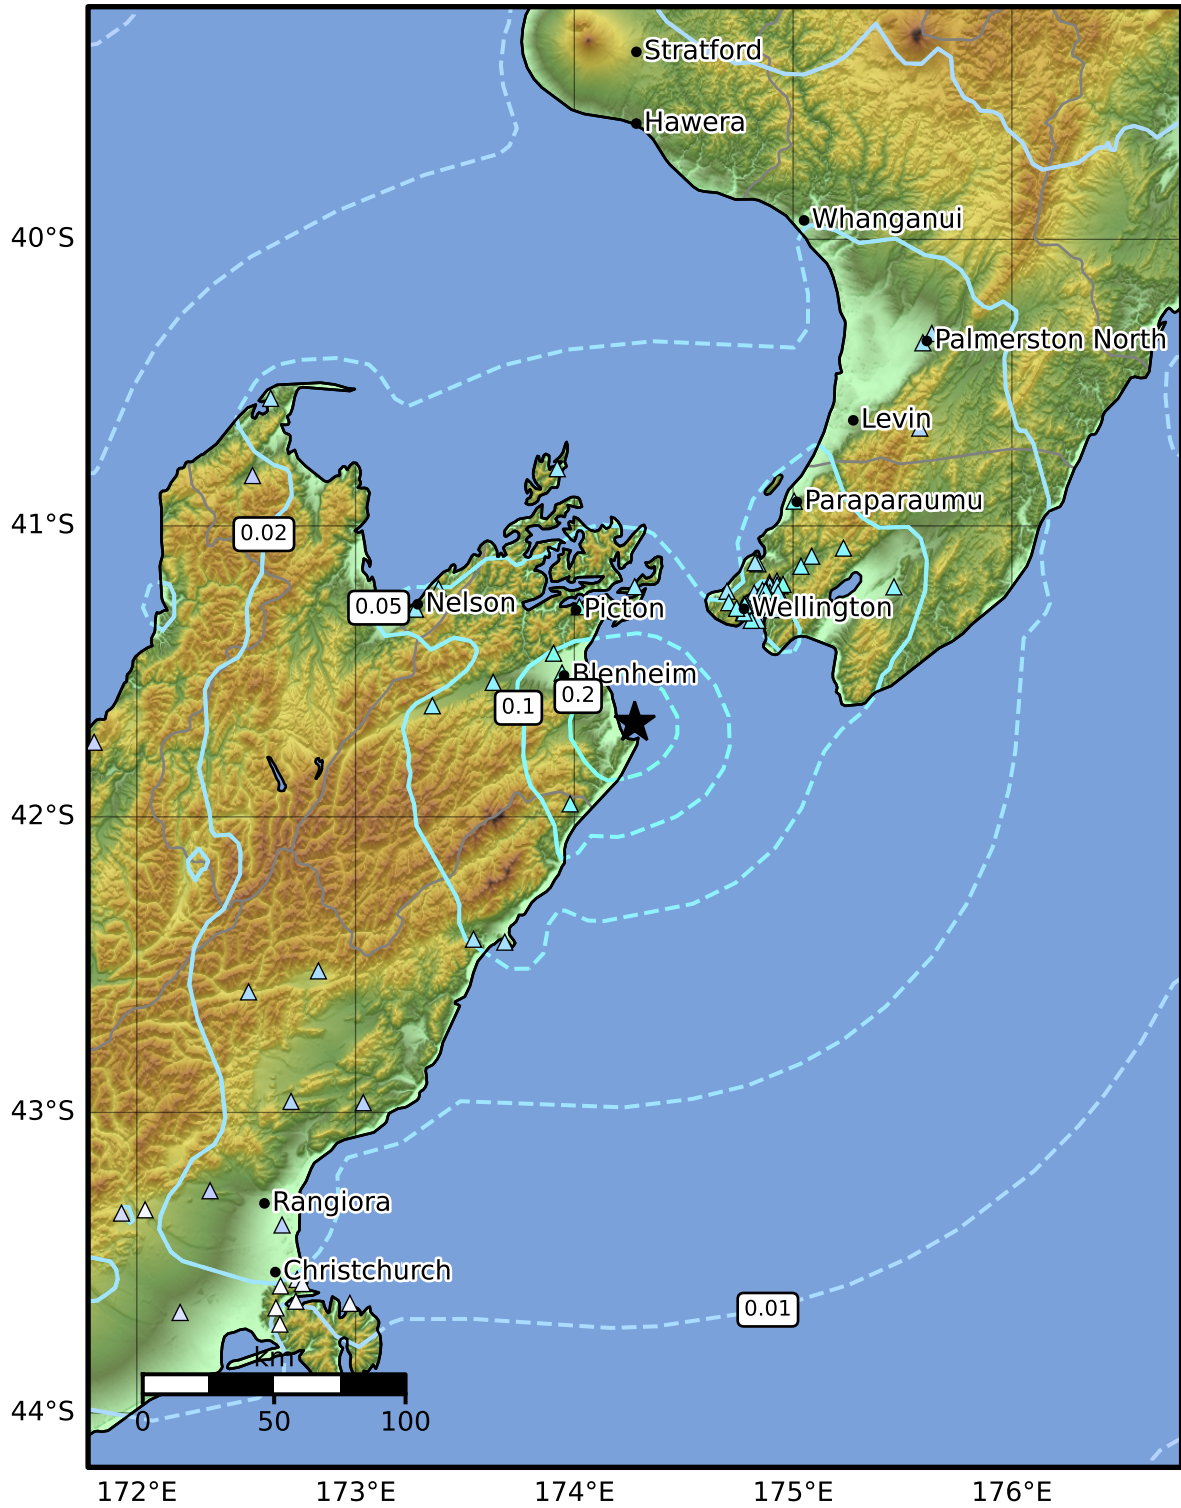 Stratford
Hawera
Whanganui
40°S
Palmerston North
Levin
Paraparaumu
41°S
0.02
0.05
Nelson
Picton
Wellington
Blenheim
0.2
0.1
42°S
43°S
Rangiora
Christchurch
0.01
km
0
50
100
44°S
172°E
173°E
174°E
175°E
176°E